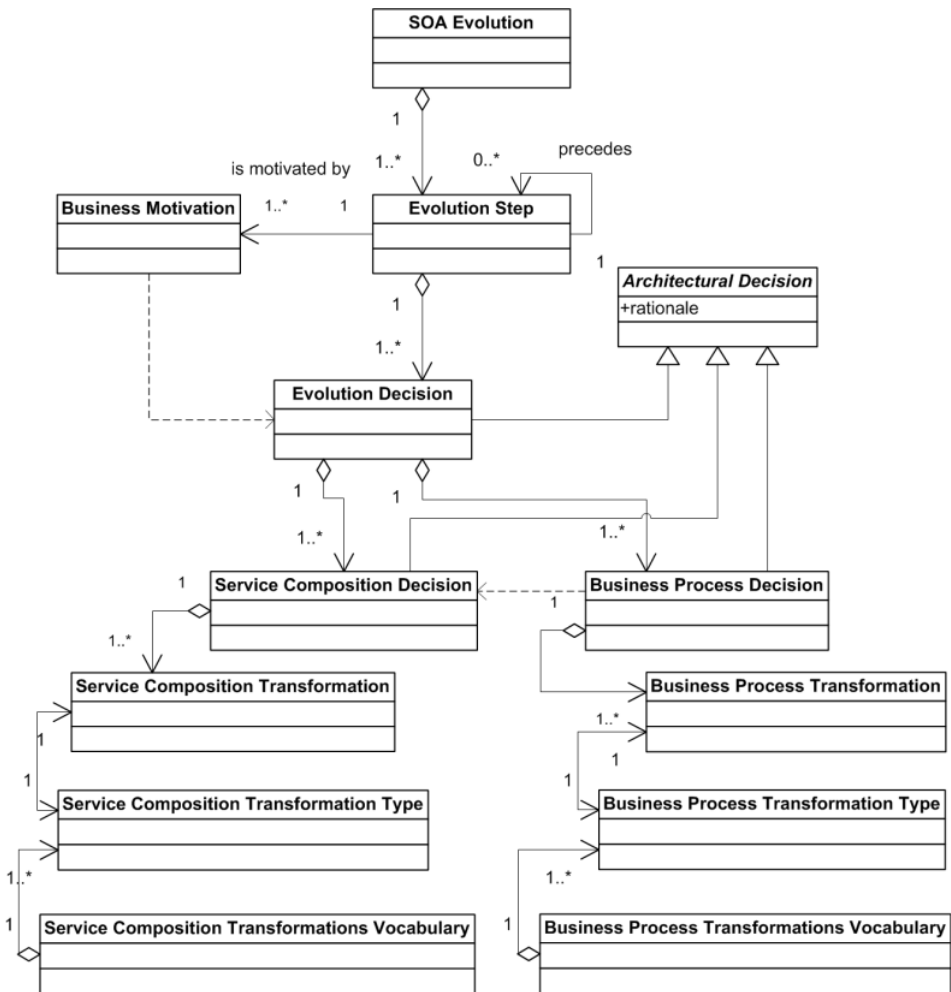 SOA Evolution
1
1..*
0..*
precedes
is motivated by
Business Motivation
1..*
1
Evolution Step
1
1
Architectural Decision
+rationale
1..*
Evolution Decision
1
1
1..*
1..*
1
Service Composition Decision
1
Business Process Decision
1..*
Service Composition Transformation
Business Process Transformation
1
1..*
1
1
1
Service Composition Transformation Type
Business Process Transformation Type
1..*
1..*
1
1
Service Composition Transformations Vocabulary
Business Process Transformations Vocabulary